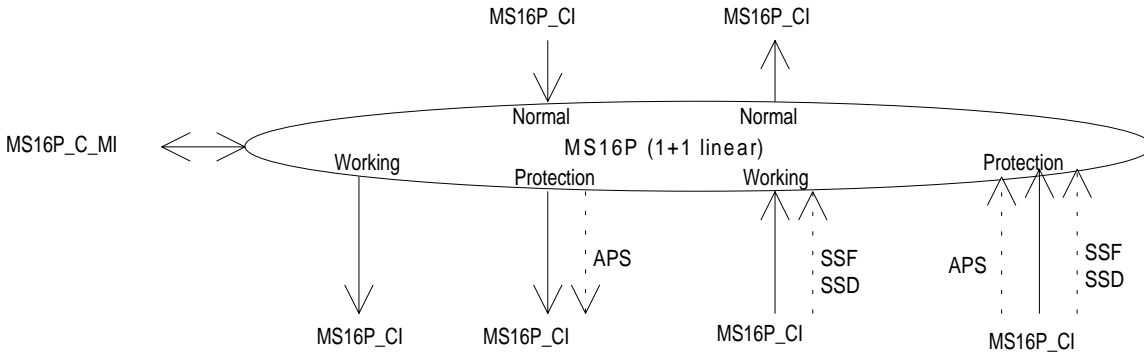 MS16P_CI MS16P_CI
Normal Normal
MS16P_C_MI MS16P (1+1 linear)
Working Protection Working Protection
APS SSF SSD APS SSF SSD
MS16P_CI MS16P_CI MS16P_CI MS16P_CI